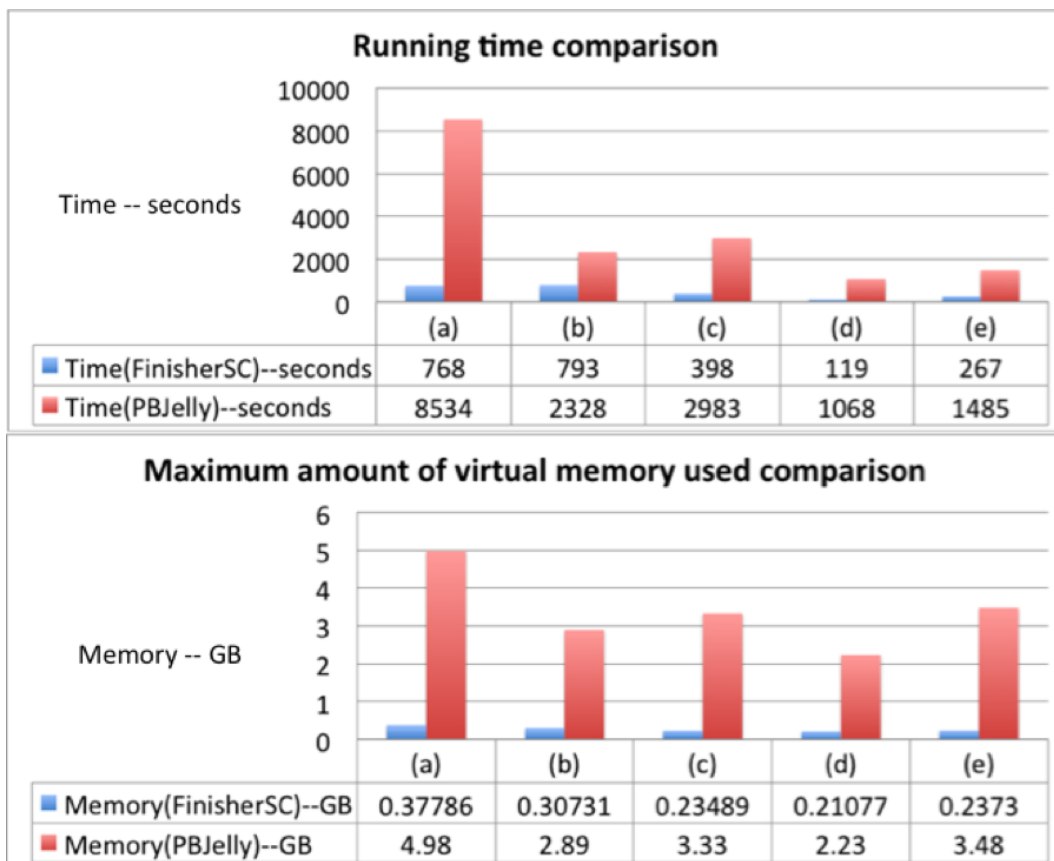 Running time comparison
10000
8000
6000
Time -- seconds
4000
2000
0
(a) (b) (c) (d) (e)
Time(FinisherSC)--seconds 768 793 398 119 267
Time(PBJelly)--seconds 8534 2328 2983 1068 1485
Maximum amount of virtual memory used comparison
6
5
4
3
Memory -- GB
2
1
0
(a) (b) (c) (d) (e)
Memory(FinisherSC)--GB 0.37786 0.30731 0.23489 0.21077 0.2373
Memory(PBJelly)--GB 4.98 2.89 3.33 2.23 3.48